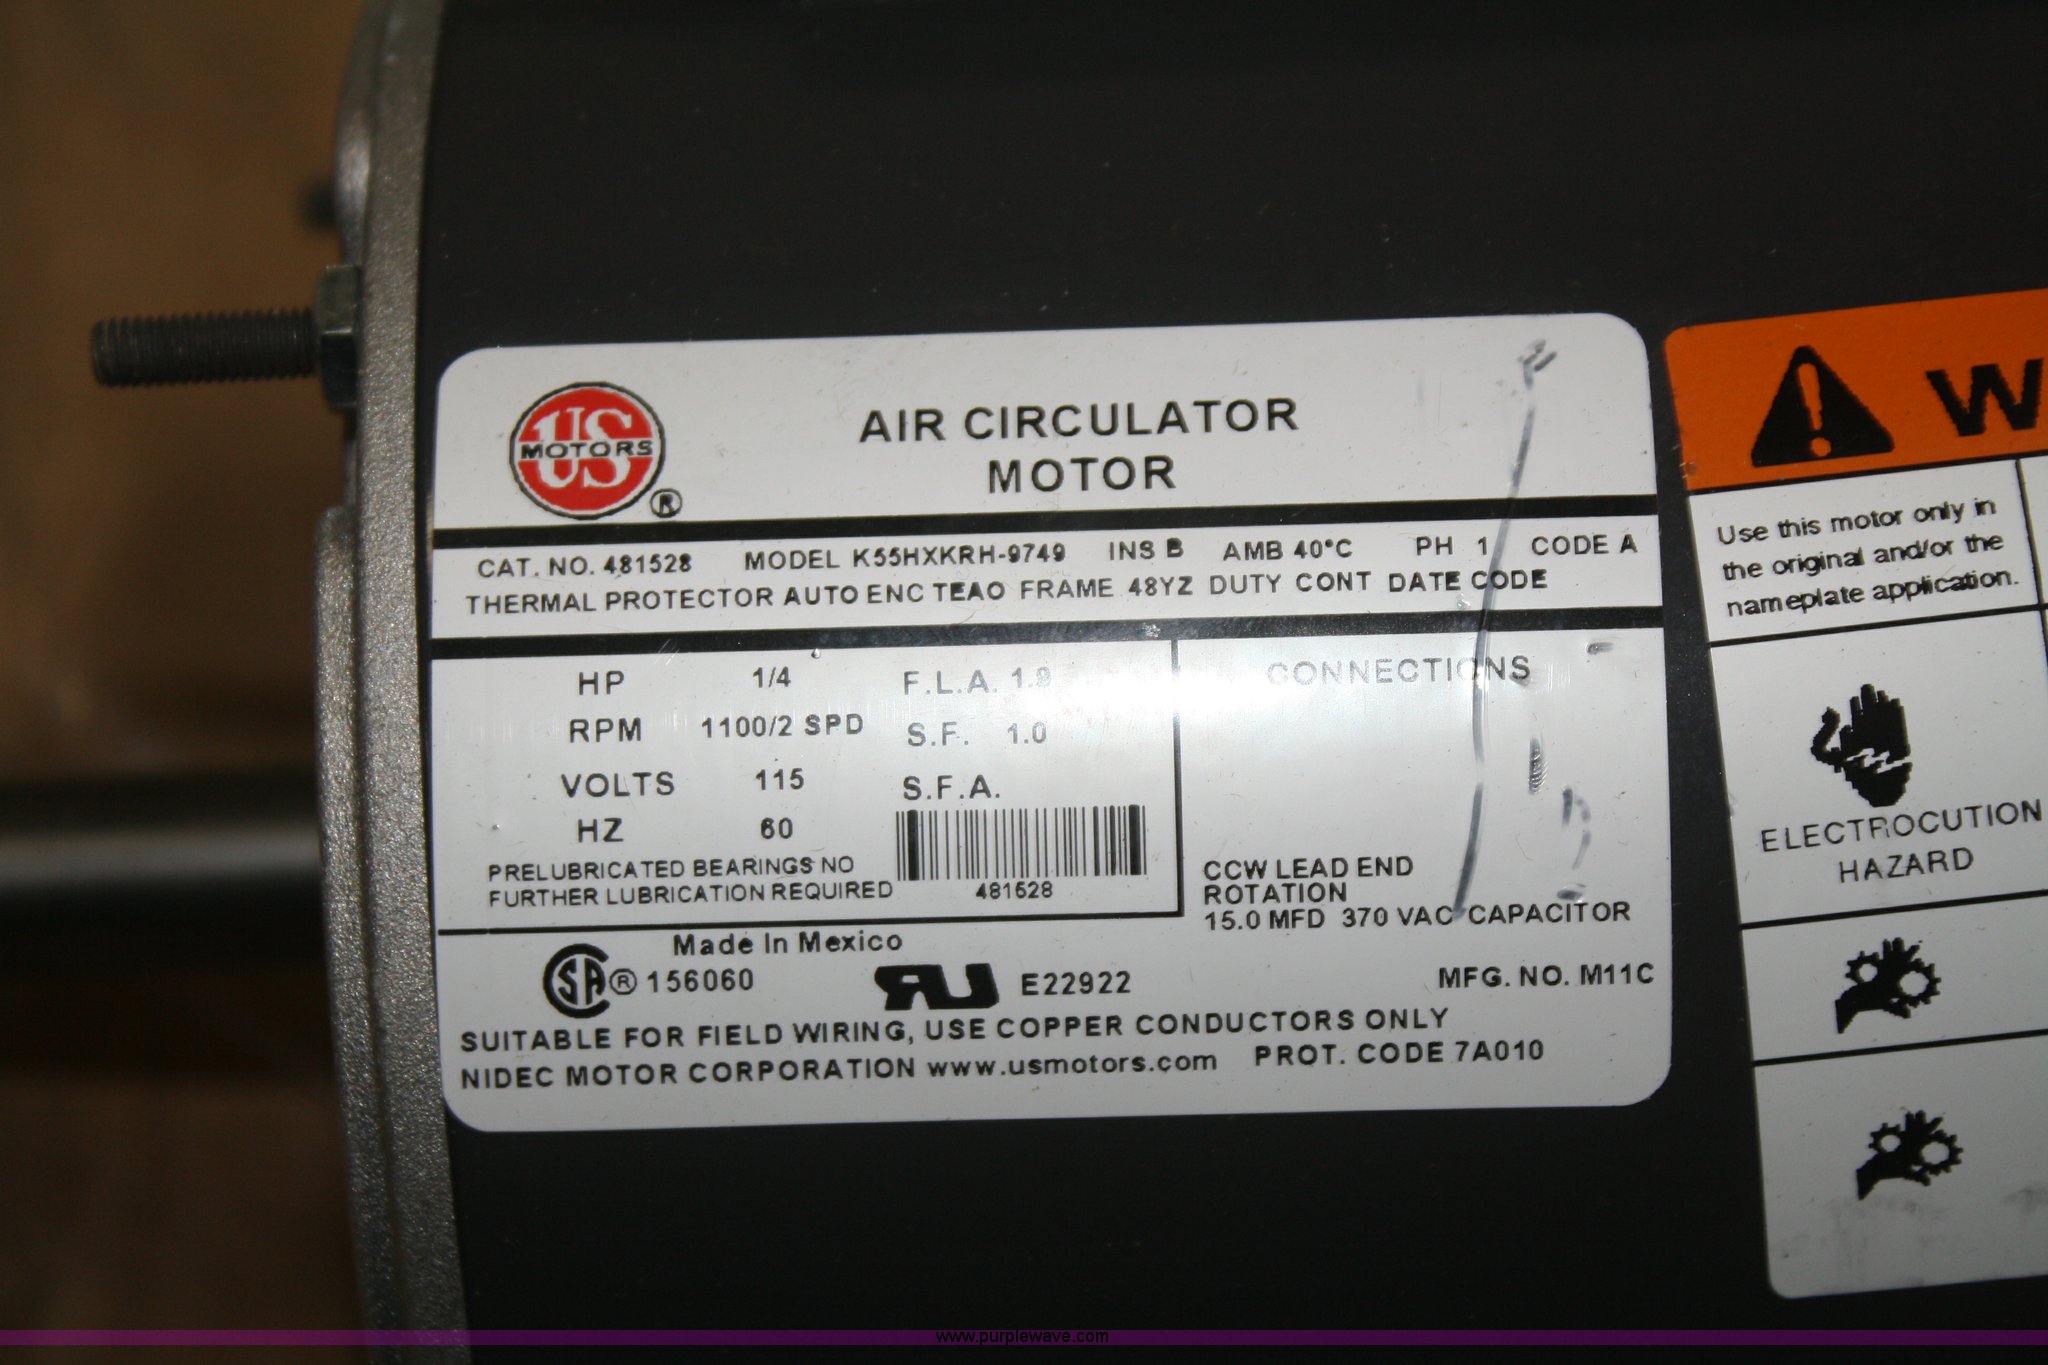 US
MOTORS
®
AIR CIRCULATOR
MOTOR
CAT. NO. 481528 MODEL K55HXKRH-9749 INS B AMB 40°C PH 1 CODE A
THERMAL PROTECTOR AUTO ENC TEAO FRAME 48YZ DUTY CONT DATE CODE
HP 1/4 F.L.A. 1.9
RPM 1100/2 SPD S.F. 1.0
VOLTS 115 S.F.A.
HZ 60
PRELUBRICATED BEARINGS NO
FURTHER LUBRICATION REQUIRED
481528
CONNECTIONS
CCW LEAD END
ROTATION
15.0 MFD 370 VAC CAPACITOR
Made In Mexico
SA® 156060 RU E22922 MFG. NO. M11C
SUITABLE FOR FIELD WIRING, USE COPPER CONDUCTORS ONLY
NIDEC MOTOR CORPORATION www.usmotors.com PROT. CODE 7A010
W
Use this motor only in
the original and/or the
nameplate application.
ELECTROCUTION
HAZARD
www.purplewave.com